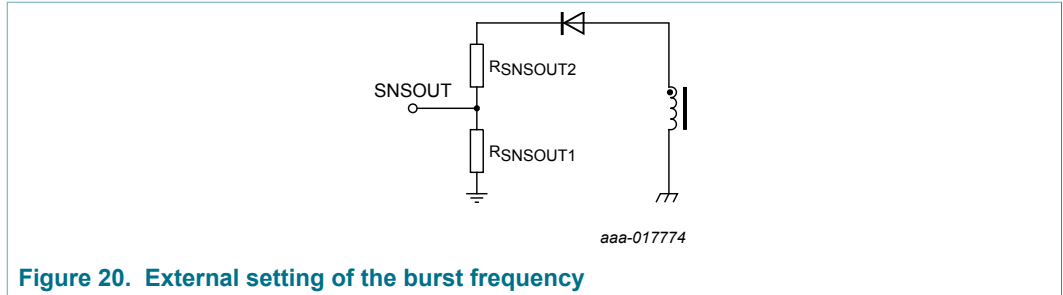 RSNSOUT2
SNSOUT
RSNSOUT1
aaa-017774
Figure 20. External setting of the burst frequency